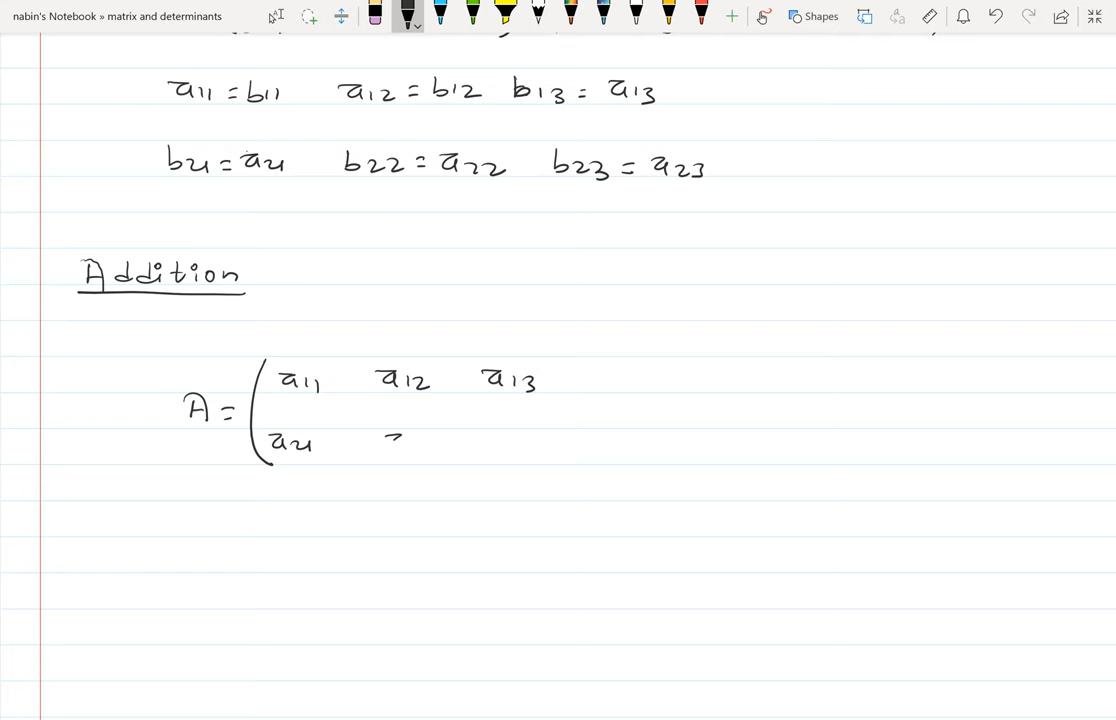 nabin's Notebook » matrix and determinants Shapes
a11 = b11 a12 = b12 b13 = a13
b21 = a21 b22 = a22 b23 = a23
Addition
a11 a12 a13
A =
a21